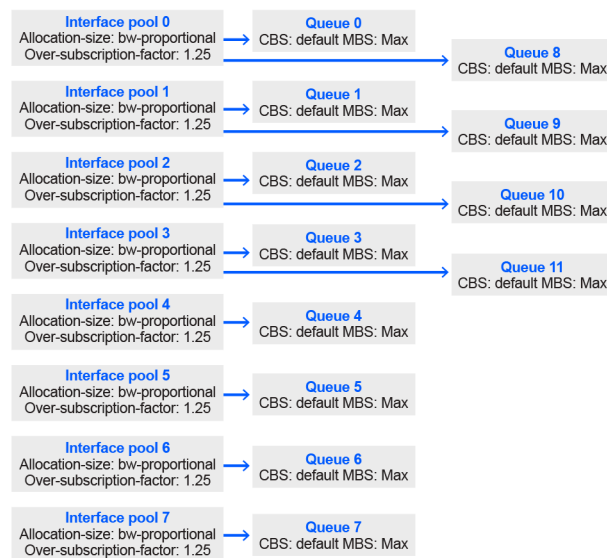 Interface pool 0
Allocation-size: bw-proportional
Over-subscription-factor: 1.25
Queue 0
CBS: default MBS: Max
Queue 8
CBS: default MBS: Max
Interface pool 1
Allocation-size: bw-proportional
Over-subscription-factor: 1.25
Queue 1
CBS: default MBS: Max
Queue 9
CBS: default MBS: Max
Interface pool 2
Allocation-size: bw-proportional
Over-subscription-factor: 1.25
Queue 2
CBS: default MBS: Max
Queue 10
CBS: default MBS: Max
Interface pool 3
Allocation-size: bw-proportional
Over-subscription-factor: 1.25
Queue 3
CBS: default MBS: Max
Queue 11
CBS: default MBS: Max
Interface pool 4
Allocation-size: bw-proportional
Over-subscription-factor: 1.25
Queue 4
CBS: default MBS: Max
Interface pool 5
Allocation-size: bw-proportional
Over-subscription-factor: 1.25
Queue 5
CBS: default MBS: Max
Interface pool 6
Allocation-size: bw-proportional
Over-subscription-factor: 1.25
Queue 6
CBS: default MBS: Max
Interface pool 7
Allocation-size: bw-proportional
Over-subscription-factor: 1.25
Queue 7
CBS: default MBS: Max